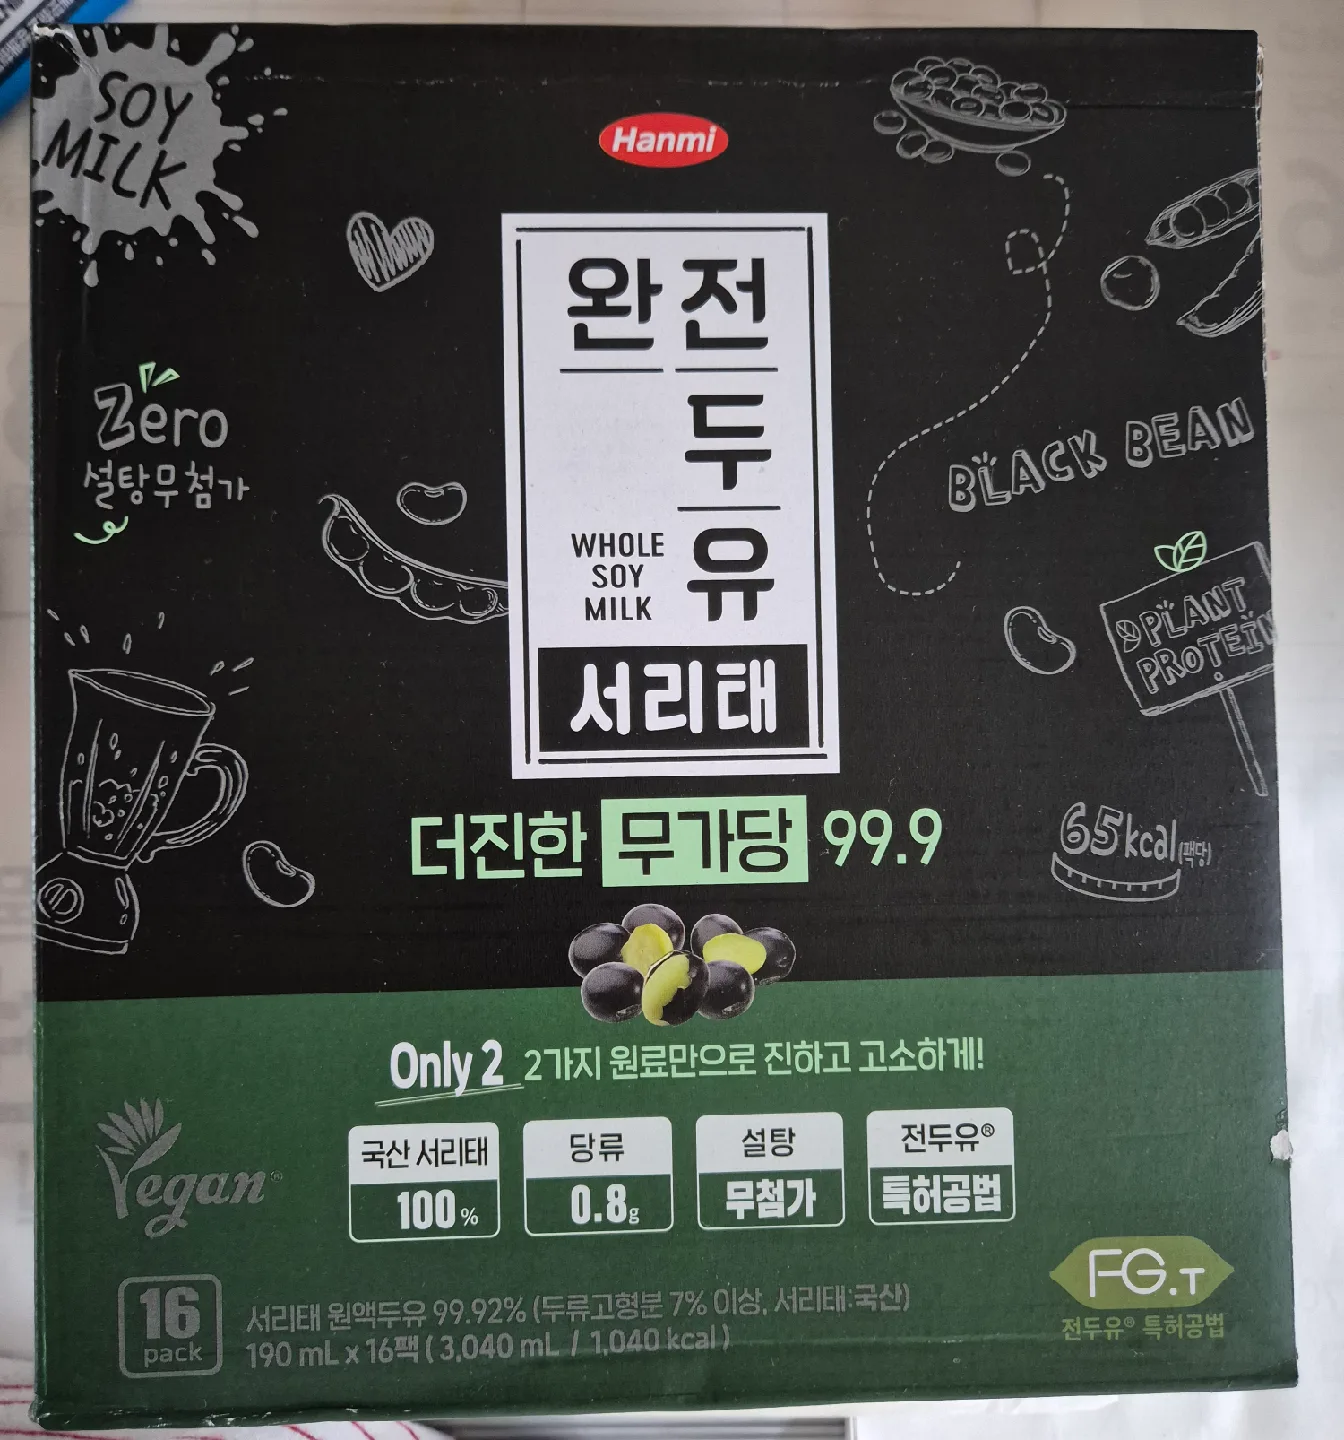 SOY
MILK
Hanmi
완전
두
유
WHOLE
SOY
MILK
서리태
Zero
설탕무첨가
BLACK BEAN
PLANT
PROTEIN
더진한 무가당 99.9
65kcal(팩당)
Only 2 2가지 원료만으로 진하고 고소하게!
Vegan®
국산 서리태
100%
당류
0.8g
설탕
무첨가
전두유®
특허공법
FG.T
전두유® 특허공법
16
pack
서리태 원액두유 99.92% (두류고형분 7% 이상, 서리태:국산)
190 mL x 16팩 ( 3,040 mL / 1,040 kcal )